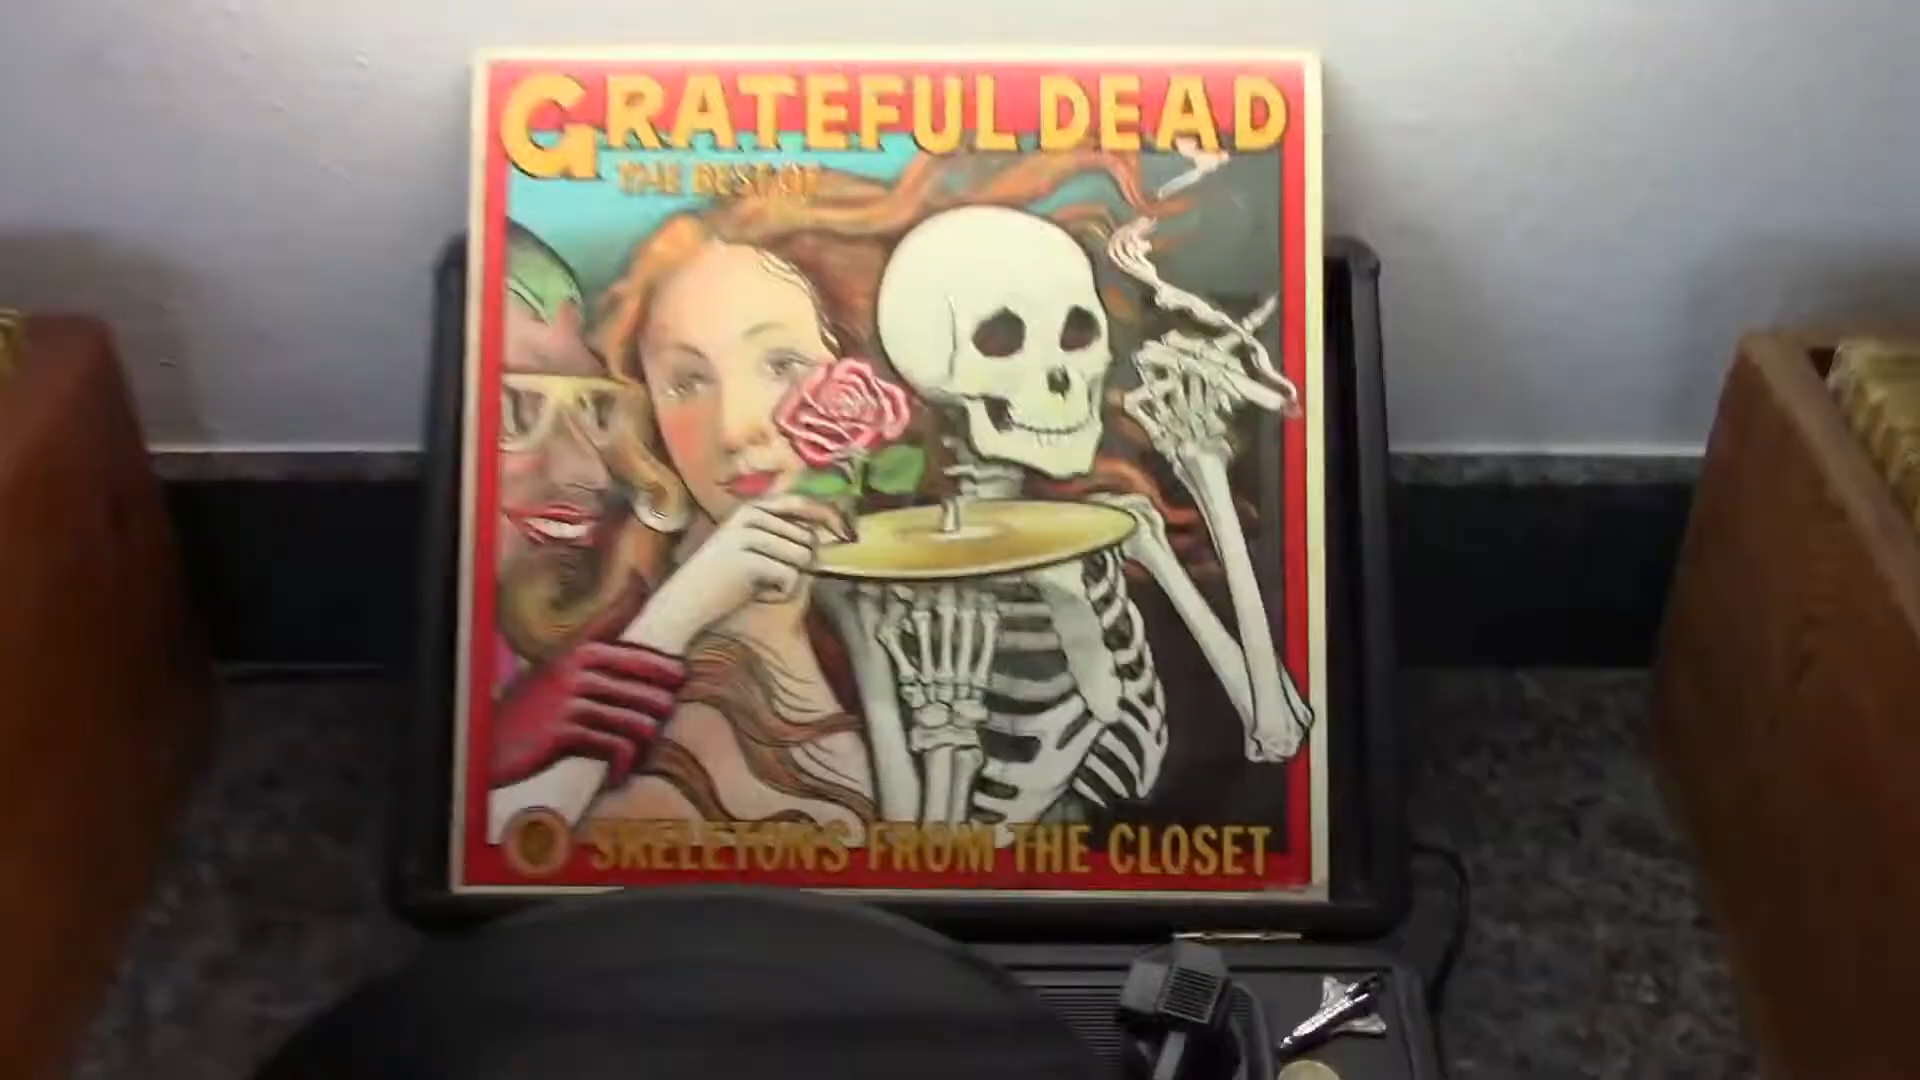 GRATEFUL DEAD
THE BEST OF
SKELETONS FROM THE CLOSET